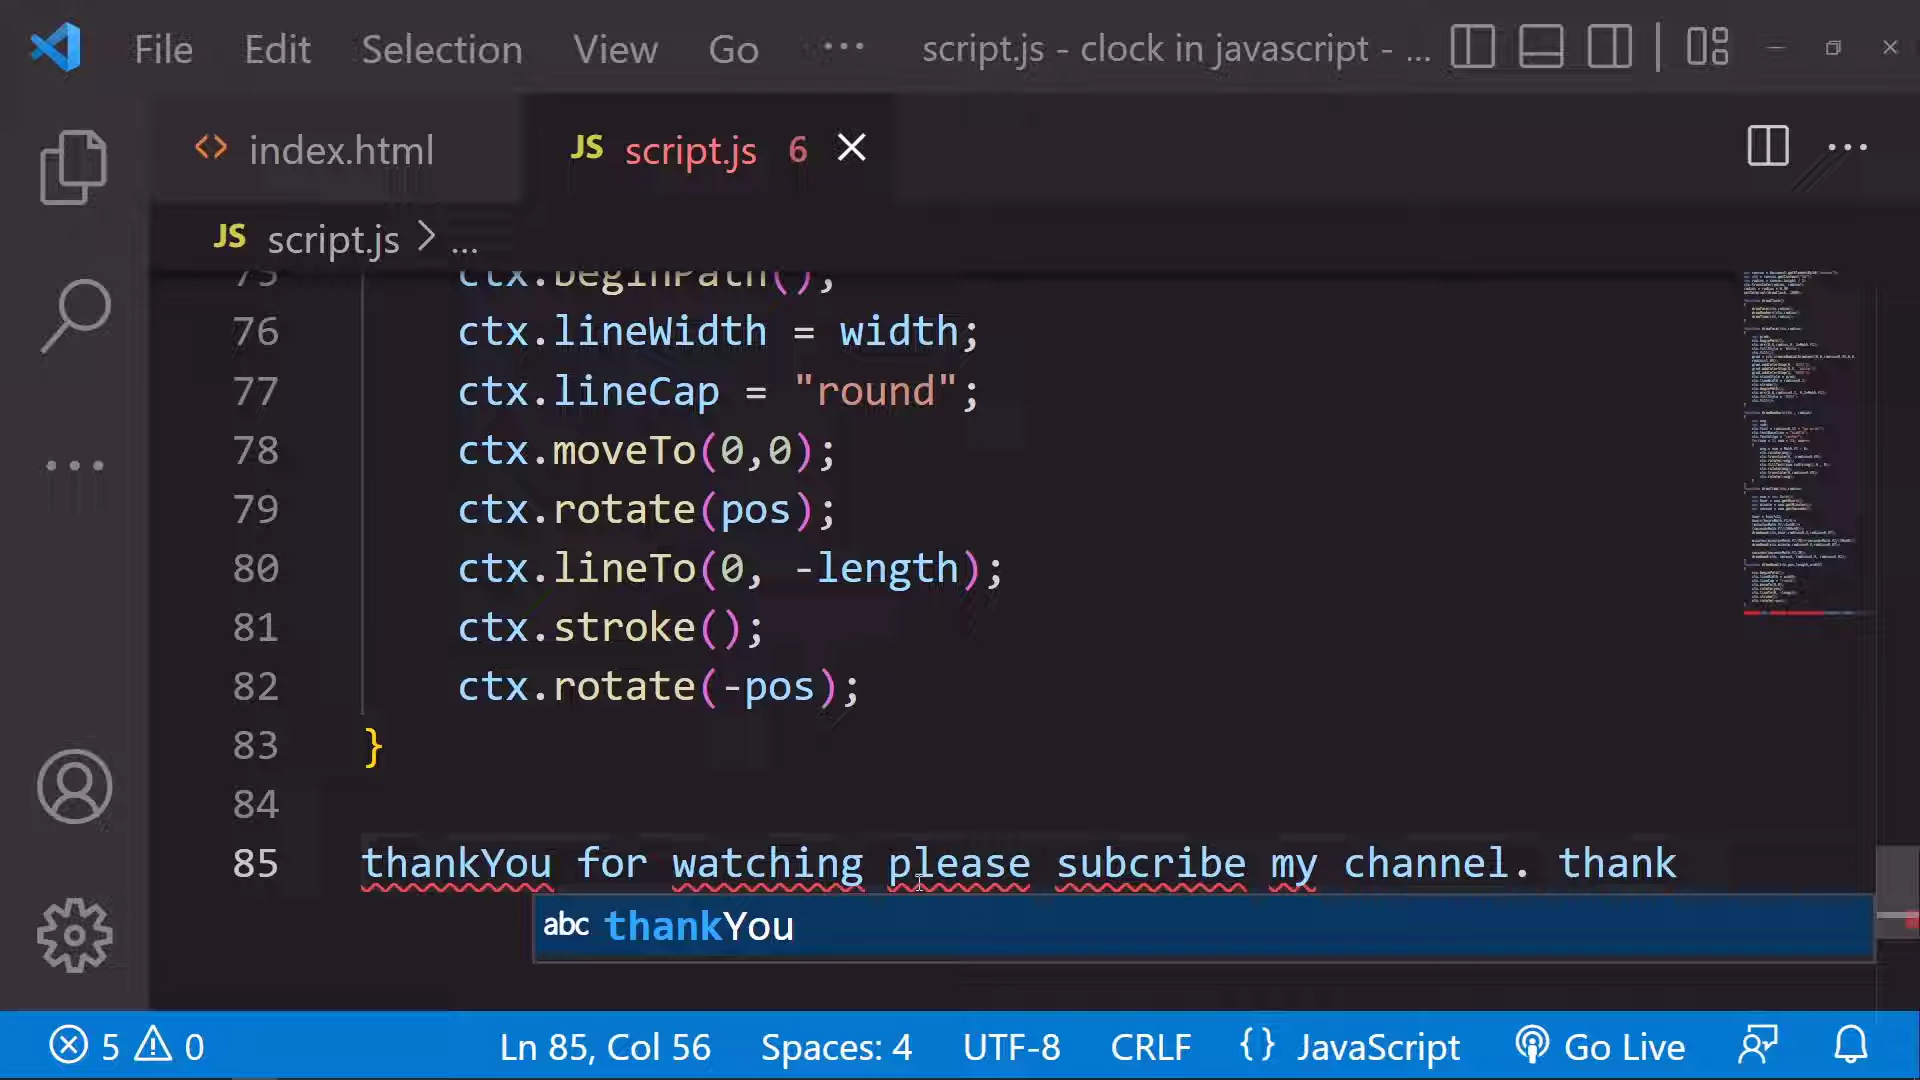 File Edit Selection View Go ··· script.js - clock in javascript - ...
<> index.html JS script.js 6
JS script.js > ...
75 ctx.beginPath();
76 ctx.lineWidth = width;
77 ctx.lineCap = "round";
78 ctx.moveTo(0,0);
79 ctx.rotate(pos);
80 ctx.lineTo(0, -length);
81 ctx.stroke();
82 ctx.rotate(-pos);
83 }
84
85 thankYou for watching please subcribe my channel. thank
abc thankYou
5 0 Ln 85, Col 56 Spaces: 4 UTF-8 CRLF {} JavaScript Go Live